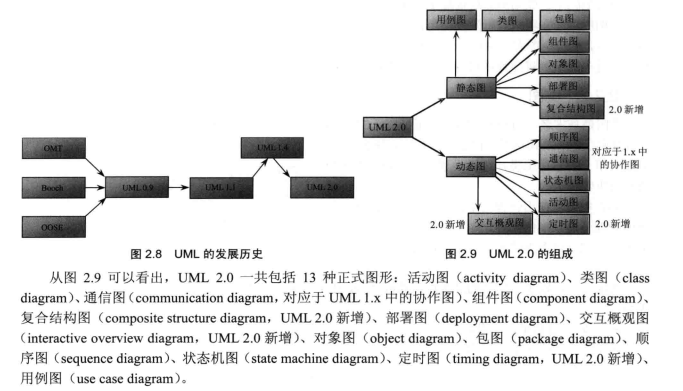 用例图
类图
包图
组件图
对象图
静态图
部署图
复合结构图
2.0 新增
UML 2.0
顺序图
动态图
通信图
对应于1.x 中
的协作图
状态机图
活动图
2.0 新增
交互概观图
定时图
2.0 新增
OMT
Booch
OOSE
UML 0.9
UML 1.1
UML 1.4
UML 2.0
图 2.8 UML 的发展历史
图 2.9 UML 2.0 的组成
从图 2.9 可以看出，UML 2.0 一共包括 13 种正式图形：活动图（activity diagram）、类图（class
diagram）、通信图（communication diagram，对应于 UML 1.x 中的协作图）、组件图（component diagram）、
复合结构图（composite structure diagram，UML 2.0 新增）、部署图（deployment diagram）、交互概观图
（interactive overview diagram，UML 2.0 新增）、对象图（object diagram）、包图（package diagram）、顺
序图（sequence diagram）、状态机图（state machine diagram）、定时图（timing diagram，UML 2.0 新增）、
用例图（use case diagram）。